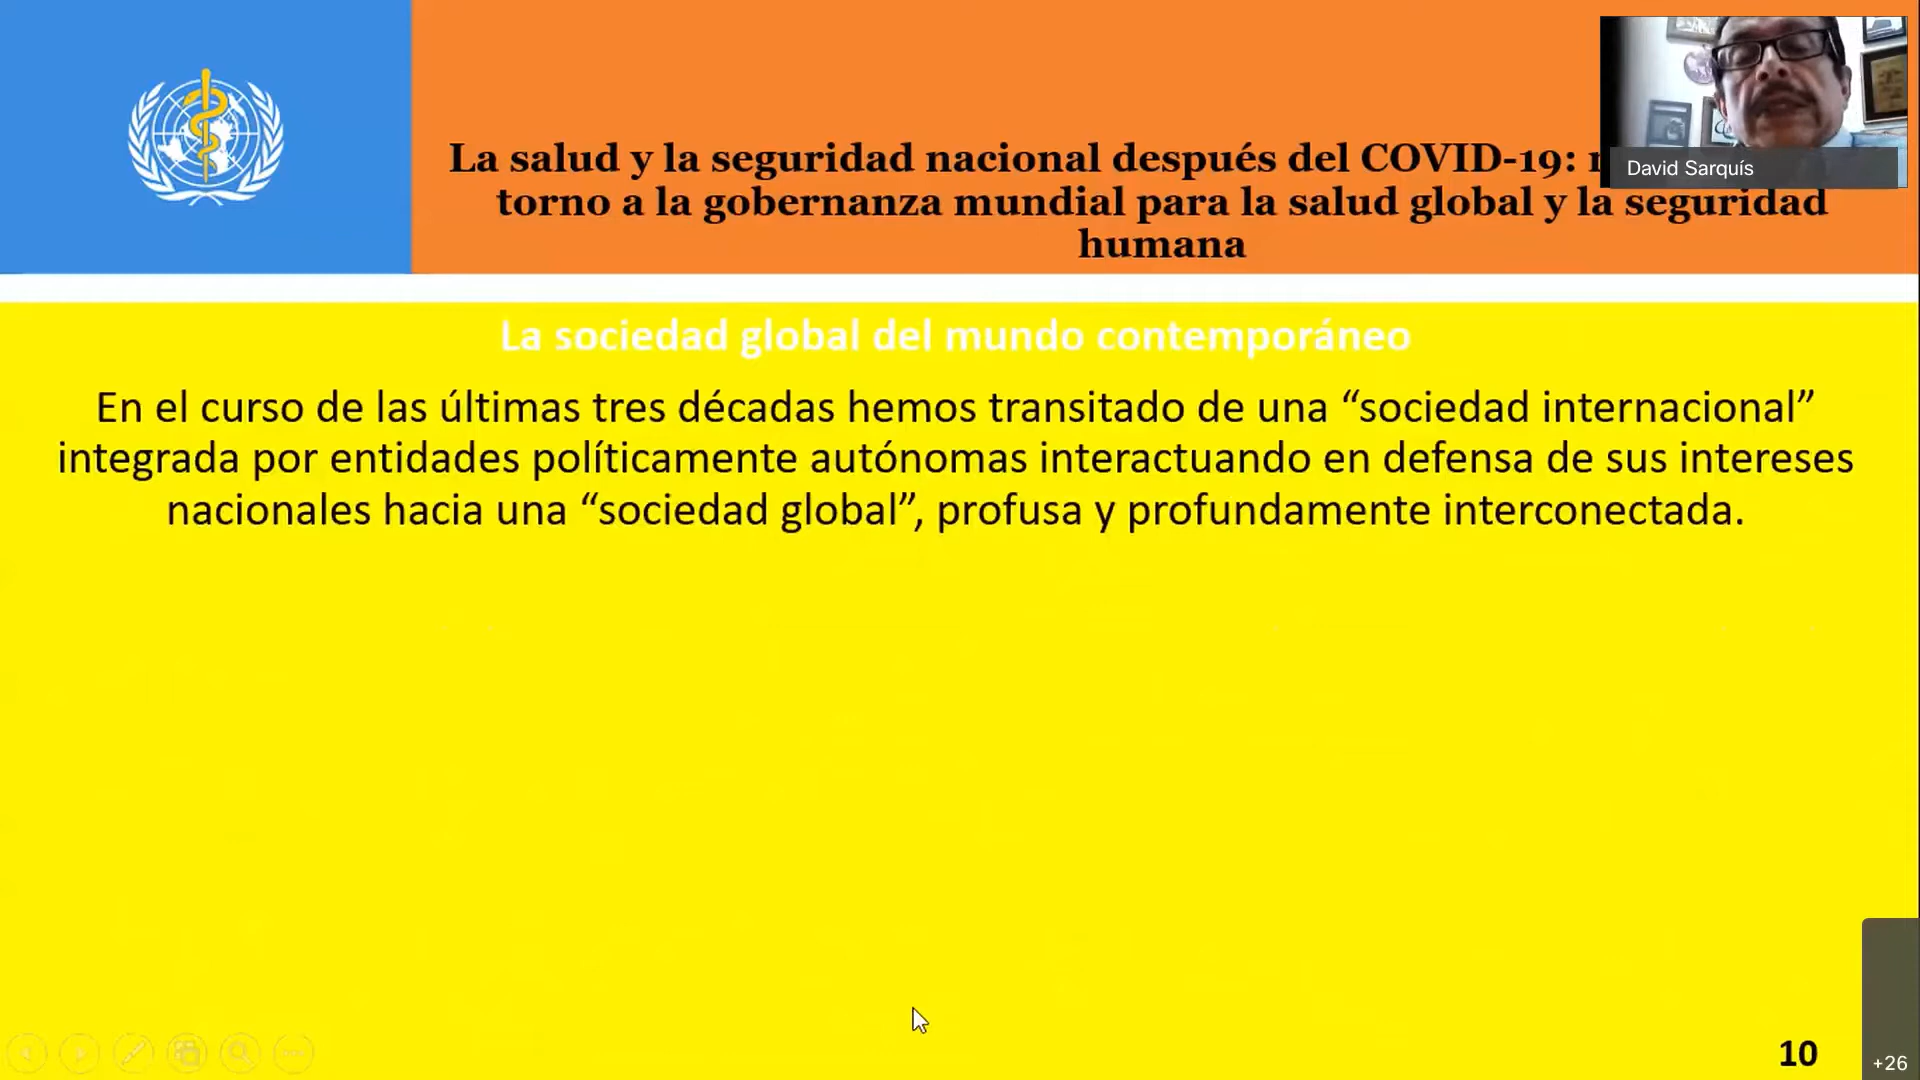 La salud y la seguridad nacional después del COVID-19:
torno a la gobernanza mundial para la salud global y la seguridad
humana
David Sarquís
La sociedad global del mundo contemporáneo
En el curso de las últimas tres décadas hemos transitado de una “sociedad internacional”
integrada por entidades políticamente autónomas interactuando en defensa de sus intereses
nacionales hacia una “sociedad global”, profusa y profundamente interconectada.
10
+26